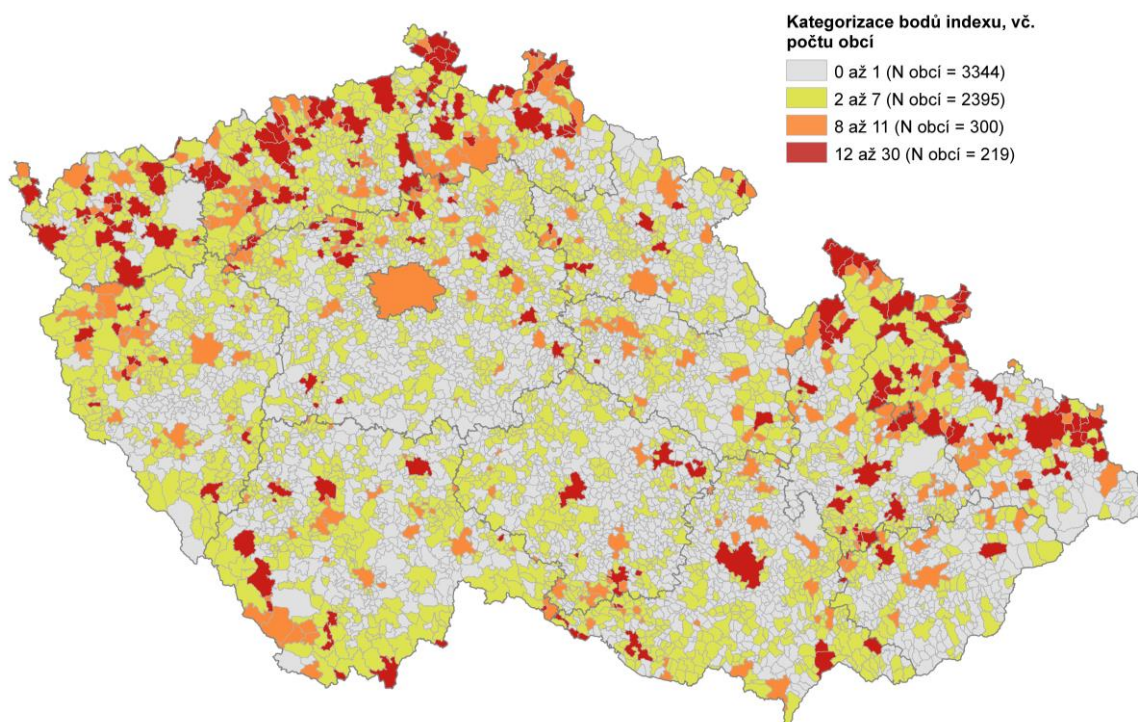 Kategorizace bodů indexu, vč.
počtu obcí
0 až 1 (N obcí = 3344)
2 až 7 (N obcí = 2395)
8 až 11 (N obcí = 300)
12 až 30 (N obcí = 219)